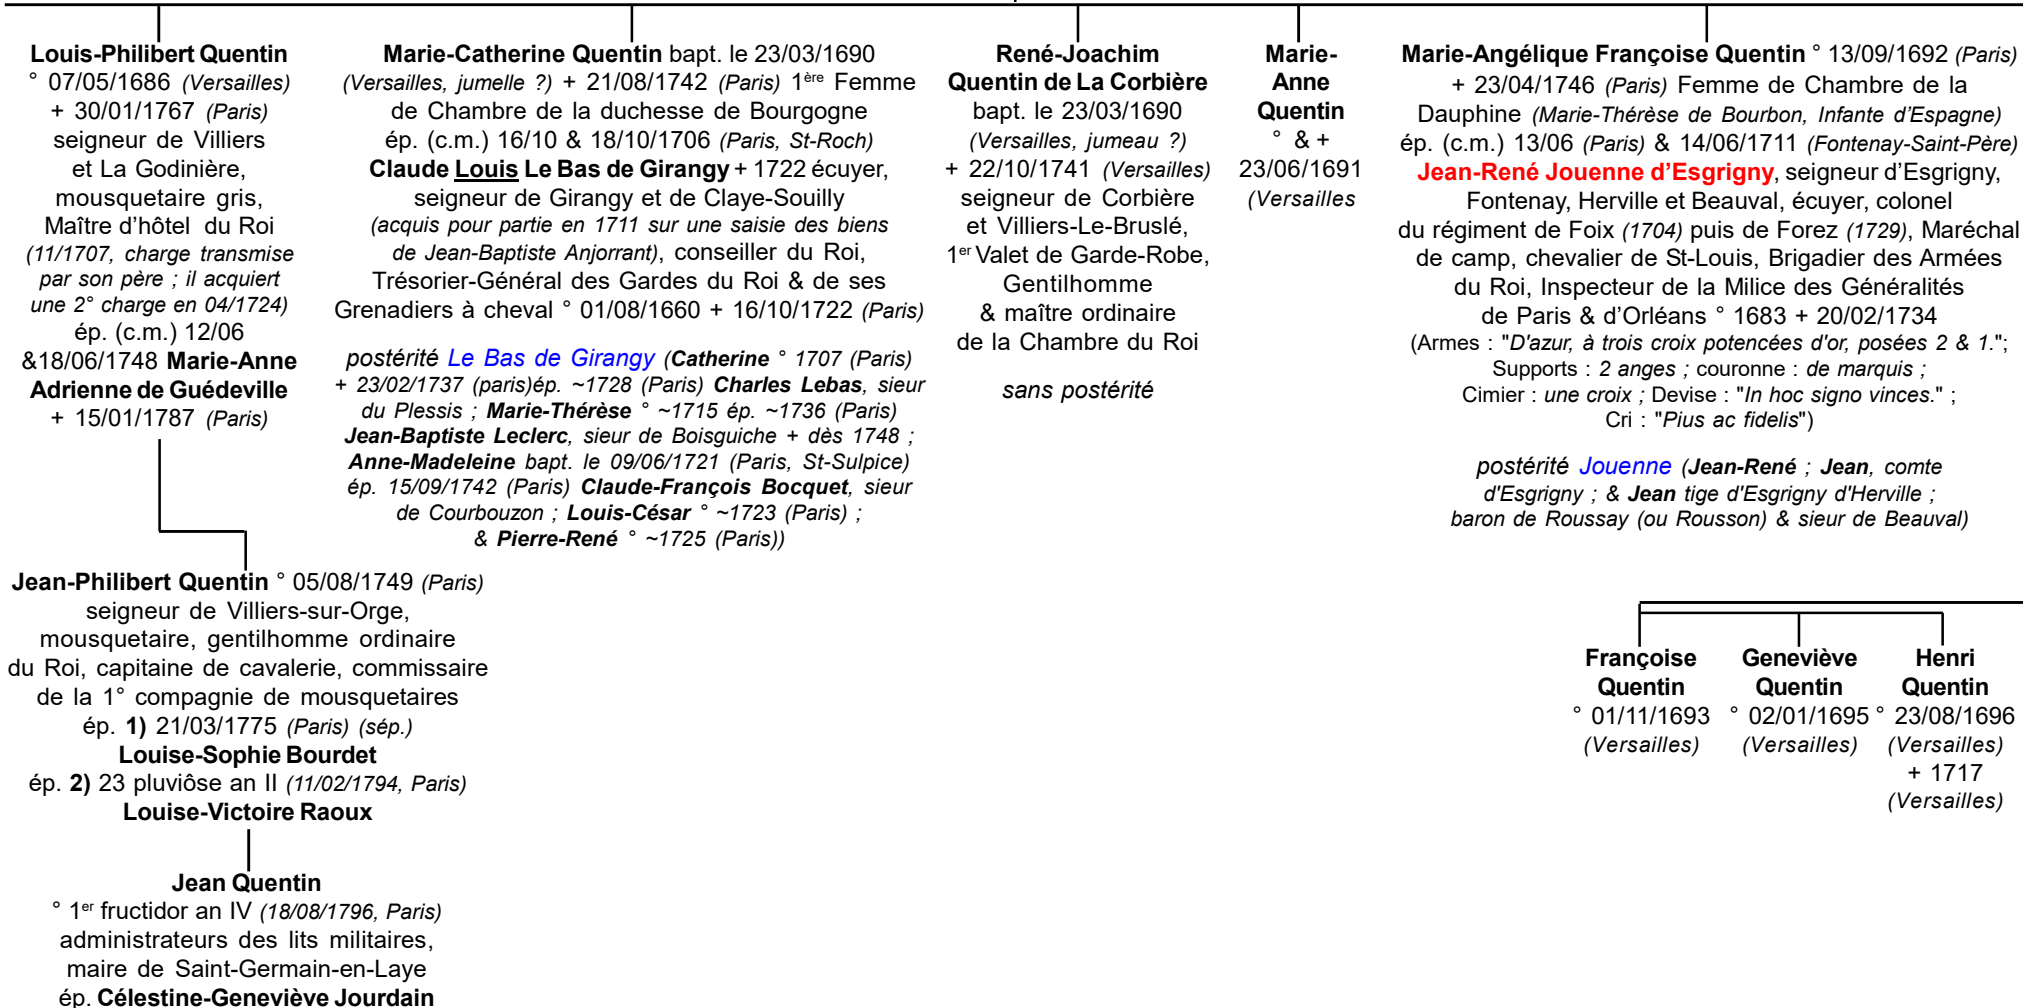 Louis-Philibert Quentin
° 07/05/1686 (Versailles)
+ 30/01/1767 (Paris)
seigneur de Villiers
et La Godinière,
mousquetaire gris,
Maître d'hôtel du Roi
(11/1707, charge transmise
par son père ; il acquiert
une 2° charge en 04/1724)
ép. (c.m.) 12/06
&18/06/1748 Marie-Anne
Adrienne de Guédeville
+ 15/01/1787 (Paris)
Marie-Catherine Quentin bapt. le 23/03/1690
(Versailles, jumelle ?) + 21/08/1742 (Paris) 1ère Femme
de Chambre de la duchesse de Bourgogne
ép. (c.m.) 16/10 & 18/10/1706 (Paris, St-Roch)
Claude Louis Le Bas de Girangy + 1722 écuyer,
seigneur de Girangy et de Claye-Souilly
(acquis pour partie en 1711 sur une saisie des biens
de Jean-Baptiste Anjorrant), conseiller du Roi,
Trésorier-Général des Gardes du Roi & de ses
Grenadiers à cheval ° 01/08/1660 + 16/10/1722 (Paris)
postérité Le Bas de Girangy (Catherine ° 1707 (Paris)
+ 23/02/1737 (paris)ép. ~1728 (Paris) Charles Lebas, sieur
du Plessis ; Marie-Thérèse ° ~1715 ép. ~1736 (Paris)
Jean-Baptiste Leclerc, sieur de Boisguiche + dès 1748 ;
Anne-Madeleine bapt. le 09/06/1721 (Paris, St-Sulpice)
ép. 15/09/1742 (Paris) Claude-François Bocquet, sieur
de Courbouzon ; Louis-César ° ~1723 (Paris) ;
& Pierre-René ° ~1725 (Paris))
René-Joachim
Quentin de La Corbière
bapt. le 23/03/1690
(Versailles, jumeau ?)
+ 22/10/1741 (Versailles)
seigneur de Corbière
et Villiers-Le-Bruslé,
1er Valet de Garde-Robe,
Gentilhomme
& maître ordinaire
de la Chambre du Roi
sans postérité
Marie-
Anne
Quentin
° & +
23/06/1691
(Versailles
Marie-Angélique Françoise Quentin ° 13/09/1692 (Paris)
+ 23/04/1746 (Paris) Femme de Chambre de la
Dauphine (Marie-Thérèse de Bourbon, Infante d'Espagne)
ép. (c.m.) 13/06 (Paris) & 14/06/1711 (Fontenay-Saint-Père)
Jean-René Jouenne d'Esgrigny, seigneur d'Esgrigny,
Fontenay, Herville et Beauval, écuyer, colonel
du régiment de Foix (1704) puis de Forez (1729), Maréchal
de camp, chevalier de St-Louis, Brigadier des Armées
du Roi, Inspecteur de la Milice des Généralités
de Paris & d'Orléans ° 1683 + 20/02/1734
(Armes : "D'azur, à trois croix potencées d'or, posées 2 & 1.";
Supports : 2 anges ; couronne : de marquis ;
Cimier : une croix ; Devise : "In hoc signo vinces." ;
Cri : "Pius ac fidelis")
postérité Jouenne (Jean-René ; Jean, comte
d'Esgrigny ; & Jean tige d'Esgrigny d'Herville ;
baron de Roussay (ou Rousson) & sieur de Beauval)
Jean-Philibert Quentin ° 05/08/1749 (Paris)
seigneur de Villiers-sur-Orge,
mousquetaire, gentilhomme ordinaire
du Roi, capitaine de cavalerie, commissaire
de la 1° compagnie de mousquetaires
ép. 1) 21/03/1775 (Paris) (sép.)
Louise-Sophie Bourdet
ép. 2) 23 pluviôse an II (11/02/1794, Paris)
Louise-Victoire Raoux
Françoise
Quentin
° 01/11/1693
(Versailles)
Geneviève
Quentin
° 02/01/1695
(Versailles)
Henri
Quentin
° 23/08/1696
(Versailles)
+ 1717
(Versailles)
Jean Quentin
° 1er fructidor an IV (18/08/1796, Paris)
administrateurs des lits militaires,
maire de Saint-Germain-en-Laye
ép. Célestine-Geneviève Jourdain